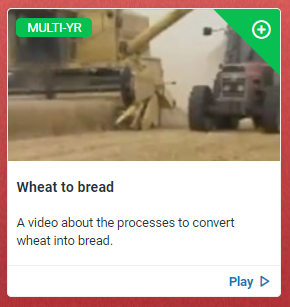 MULTI-YR
Wheat to bread
A video about the processes to convert
wheat into bread.
Play